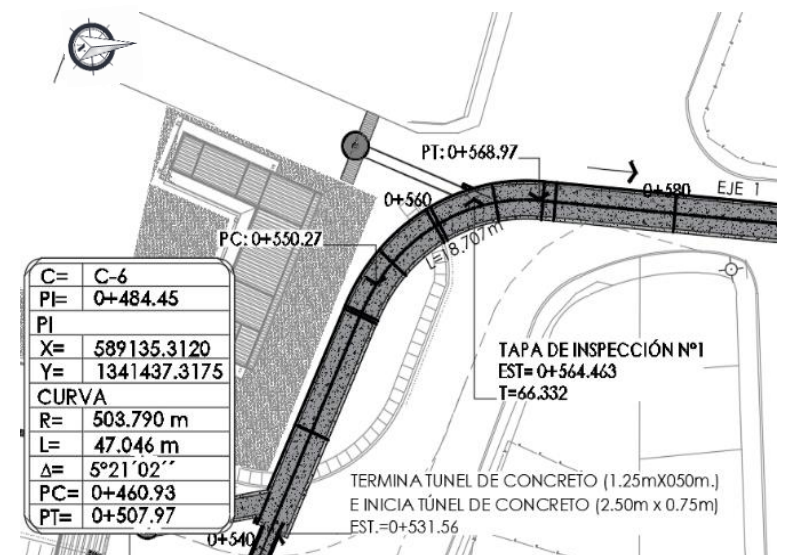 PT: 0+568.97
0+560
0+580
EJE 1
PC: 0+550.27
L=18.707m
C= C-6
PI= 0+484.45
PI
X= 589135.3120
Y= 1341437.3175
CURVA
R= 503.790 m
L= 47.046 m
Δ= 5°21´02´´
PC= 0+460.93
PT= 0+507.97
TAPA DE INSPECCIÓN Nº1
EST= 0+564.463
T=66.332
TERMINA TUNEL DE CONCRETO (1.25mX050m.)
E INICIA TÚNEL DE CONCRETO (2.50m x 0.75m)
EST.=0+531.56
0+540